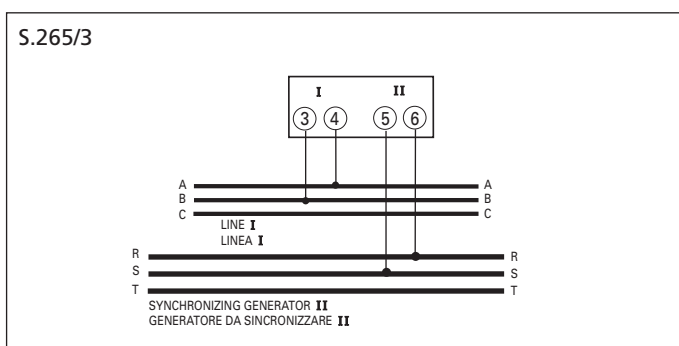 S.265/3
I II
3 4 5 6
A A
B B
C C
LINE I
LINEA I
R R
S S
T T
SYNCHRONIZING GENERATOR II
GENERATORE DA SINCRONIZZARE II